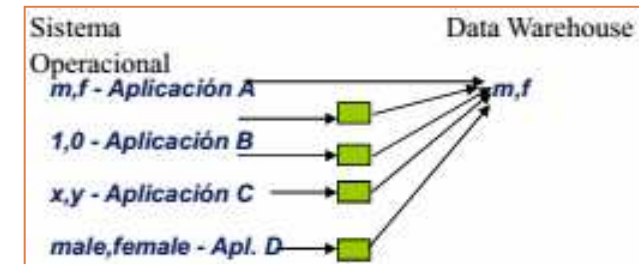 Sistema
Operacional
Data Warehouse
m,f - Aplicación A
m,f
1,0 - Aplicación B
x,y - Aplicación C
male,female - Apl. D